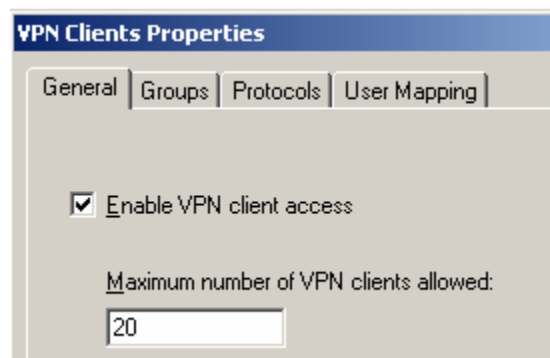 VPN Clients Properties
General Groups Protocols User Mapping
Enable VPN client access
Maximum number of VPN clients allowed:
20